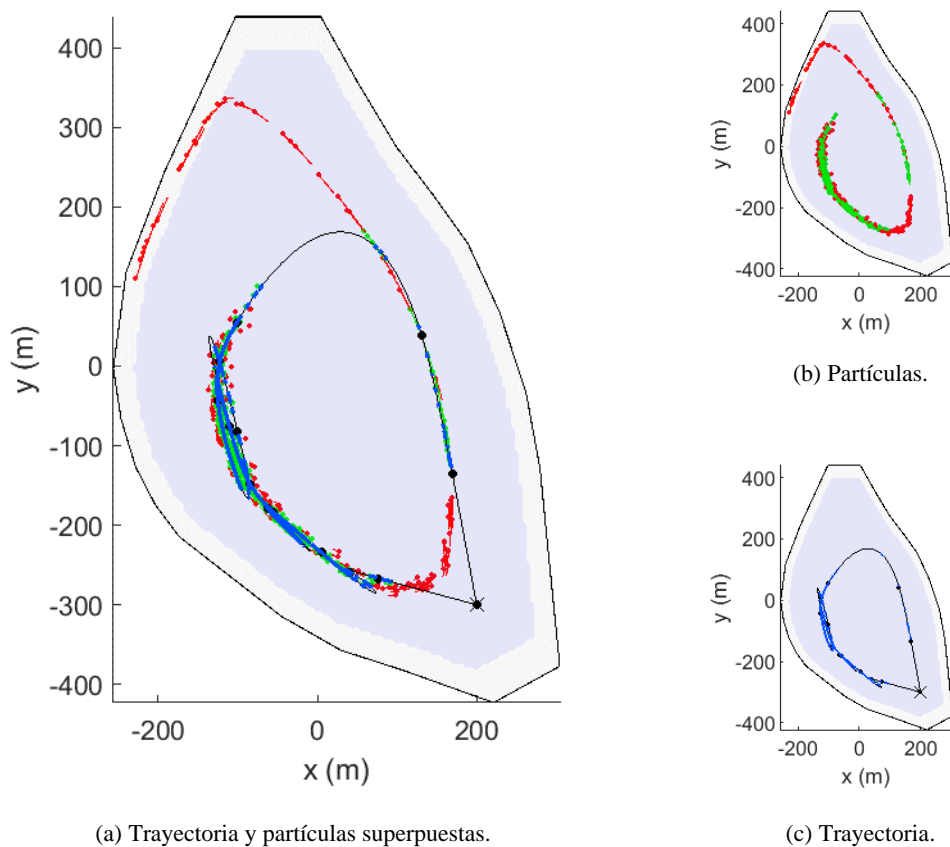 400
300
200
100
0
-100
-200
-300
-400
y (m)
-200 0 200
x (m)
(a) Trayectoria y partículas superpuestas.
400
200
0
-200
-400
y (m)
-200 0 200
x (m)
(b) Partículas.
400
200
0
-200
-400
y (m)
-200 0 200
x (m)
(c) Trayectoria.